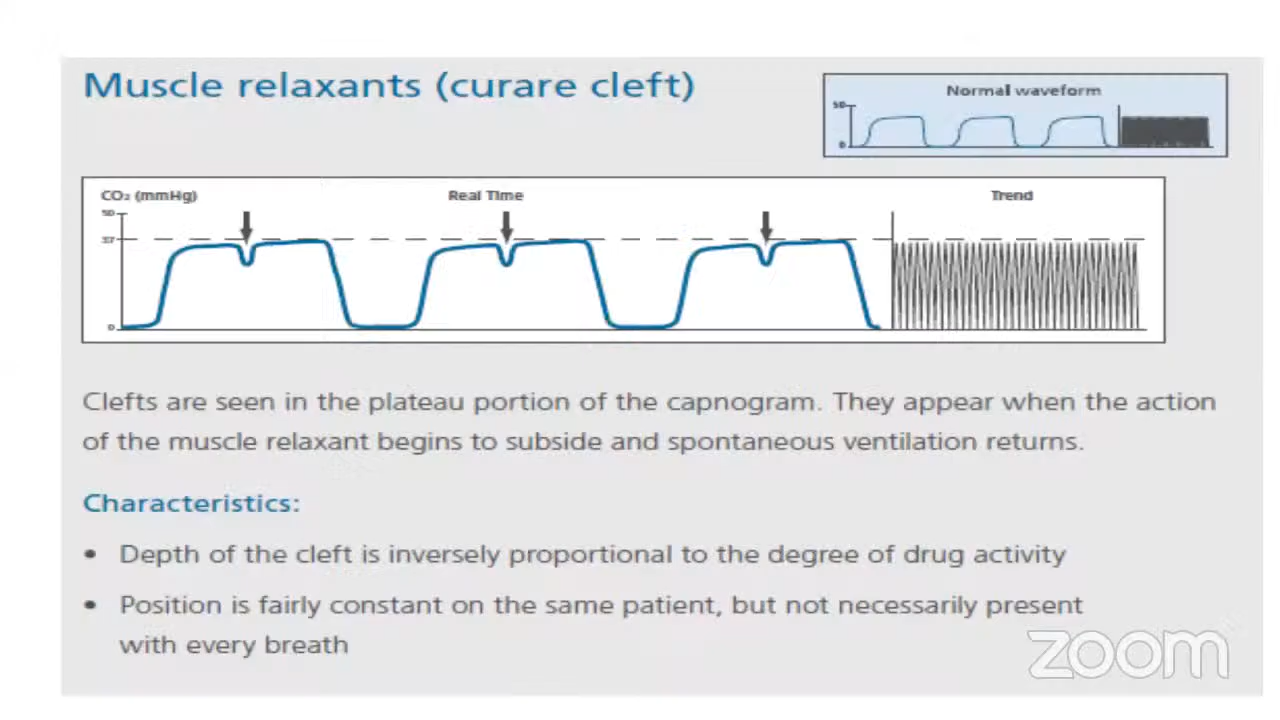 Muscle relaxants (curare cleft)
Normal waveform
50
0
CO₂ (mmHg)
Real Time
Trend
50
37
0
Clefts are seen in the plateau portion of the capnogram. They appear when the action
of the muscle relaxant begins to subside and spontaneous ventilation returns.
Characteristics:
• Depth of the cleft is inversely proportional to the degree of drug activity
• Position is fairly constant on the same patient, but not necessarily present
with every breath
zoom